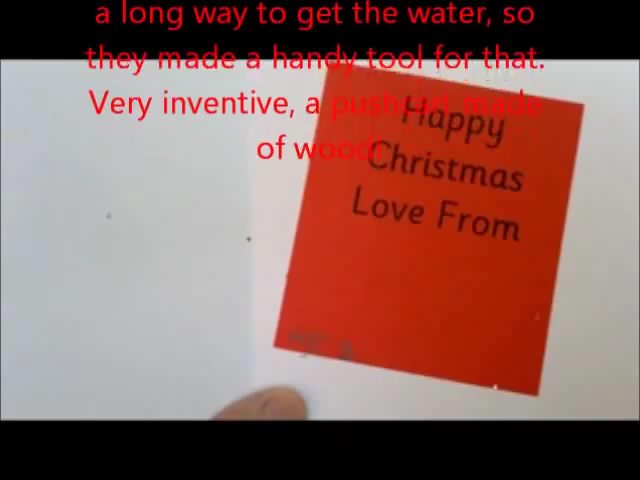 a long way to get the water, so
they made a handy tool for that.
Very inventive, a pushcart made
of wood!
Happy
Christmas
Love From